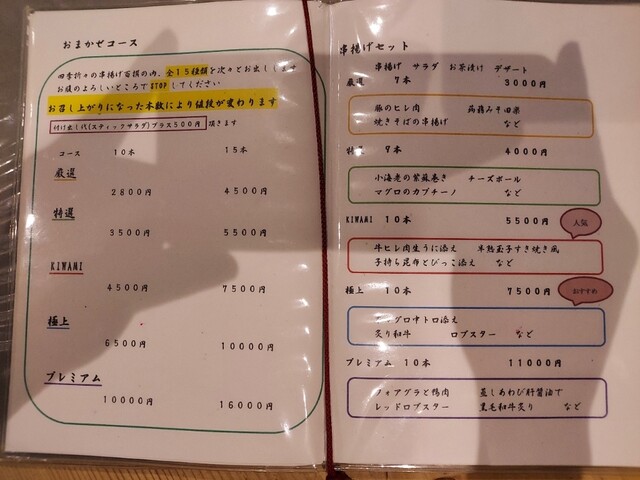 おまかせコース
四季折々の串揚げ百撰の内、全15種類を次々とお出しします
お腹のよろしいところでSTOPしてください
お召し上がりになった本数により値段が変わります
付け出し代(スティックサラダ)プラス500円 頂きます
コース 10本 15本
厳選
2800円 4500円
特選
3500円 5500円
KIWAMI
4500円 7500円
極上
6500円 10000円
プレミアム
10000円 16000円
串揚げセット
串揚げ サラダ お茶漬け デザート
厳選 7本 3000円
豚のヒレ肉 蒟蒻みそ田楽
焼きそばの串揚げ など
特選 9本 4000円
小海老の紫蘇巻き チーズボール
マグロのカプチーノ など
KIWAMI 10本 5500円
人気
牛ヒレ肉生うに添え 半熟玉子すき焼き風
子持ち昆布とびっこ添え など
極上 10本 7500円
おすすめ
マグロ中トロ添え
炙り和牛 ロブスター など
プレミアム 10本 11000円
フォアグラと鴨肉 蒸しあわび肝醤油で
レッドロブスター 黒毛和牛炙り など